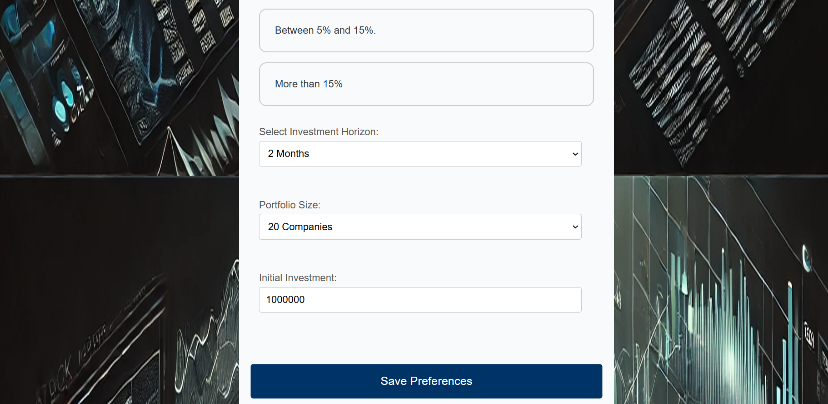 Between 5% and 15%.
More than 15%
Select Investment Horizon:
2 Months
Portfolio Size:
20 Companies
Initial Investment:
1000000
Save Preferences